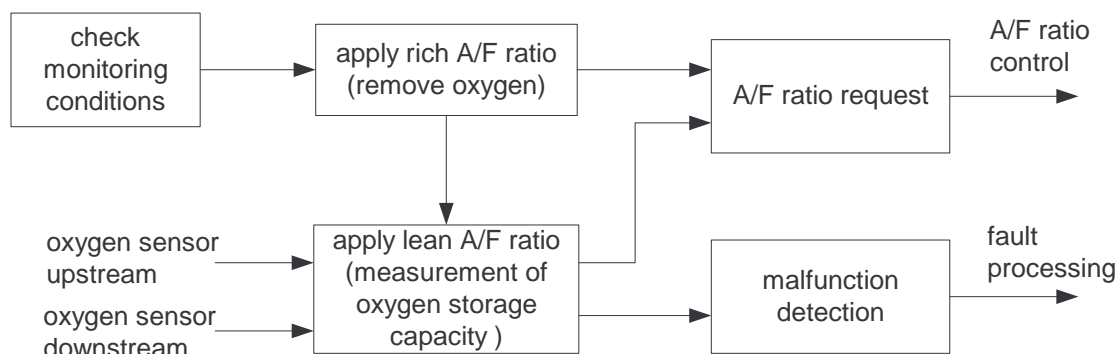 check
monitoring
conditions
apply rich A/F ratio
(remove oxygen)
A/F ratio request
A/F ratio
control
oxygen sensor
upstream
oxygen sensor
downstream
apply lean A/F ratio
(measurement of
oxygen storage
capacity )
malfunction
detection
fault
processing